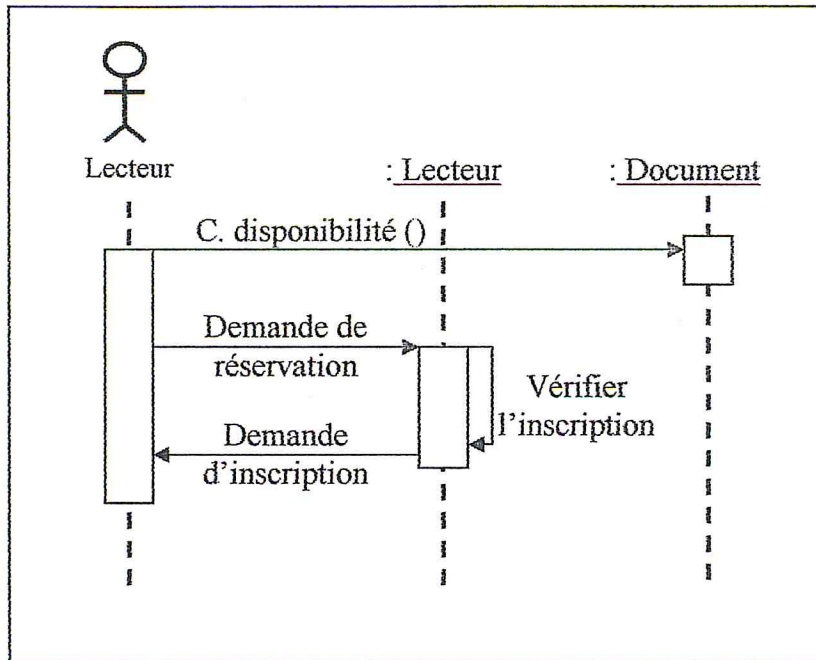 Lecteur
: Lecteur
: Document
C. disponibilité ()
Demande de
réservation
Vérifier
l'inscription
Demande
d'inscription